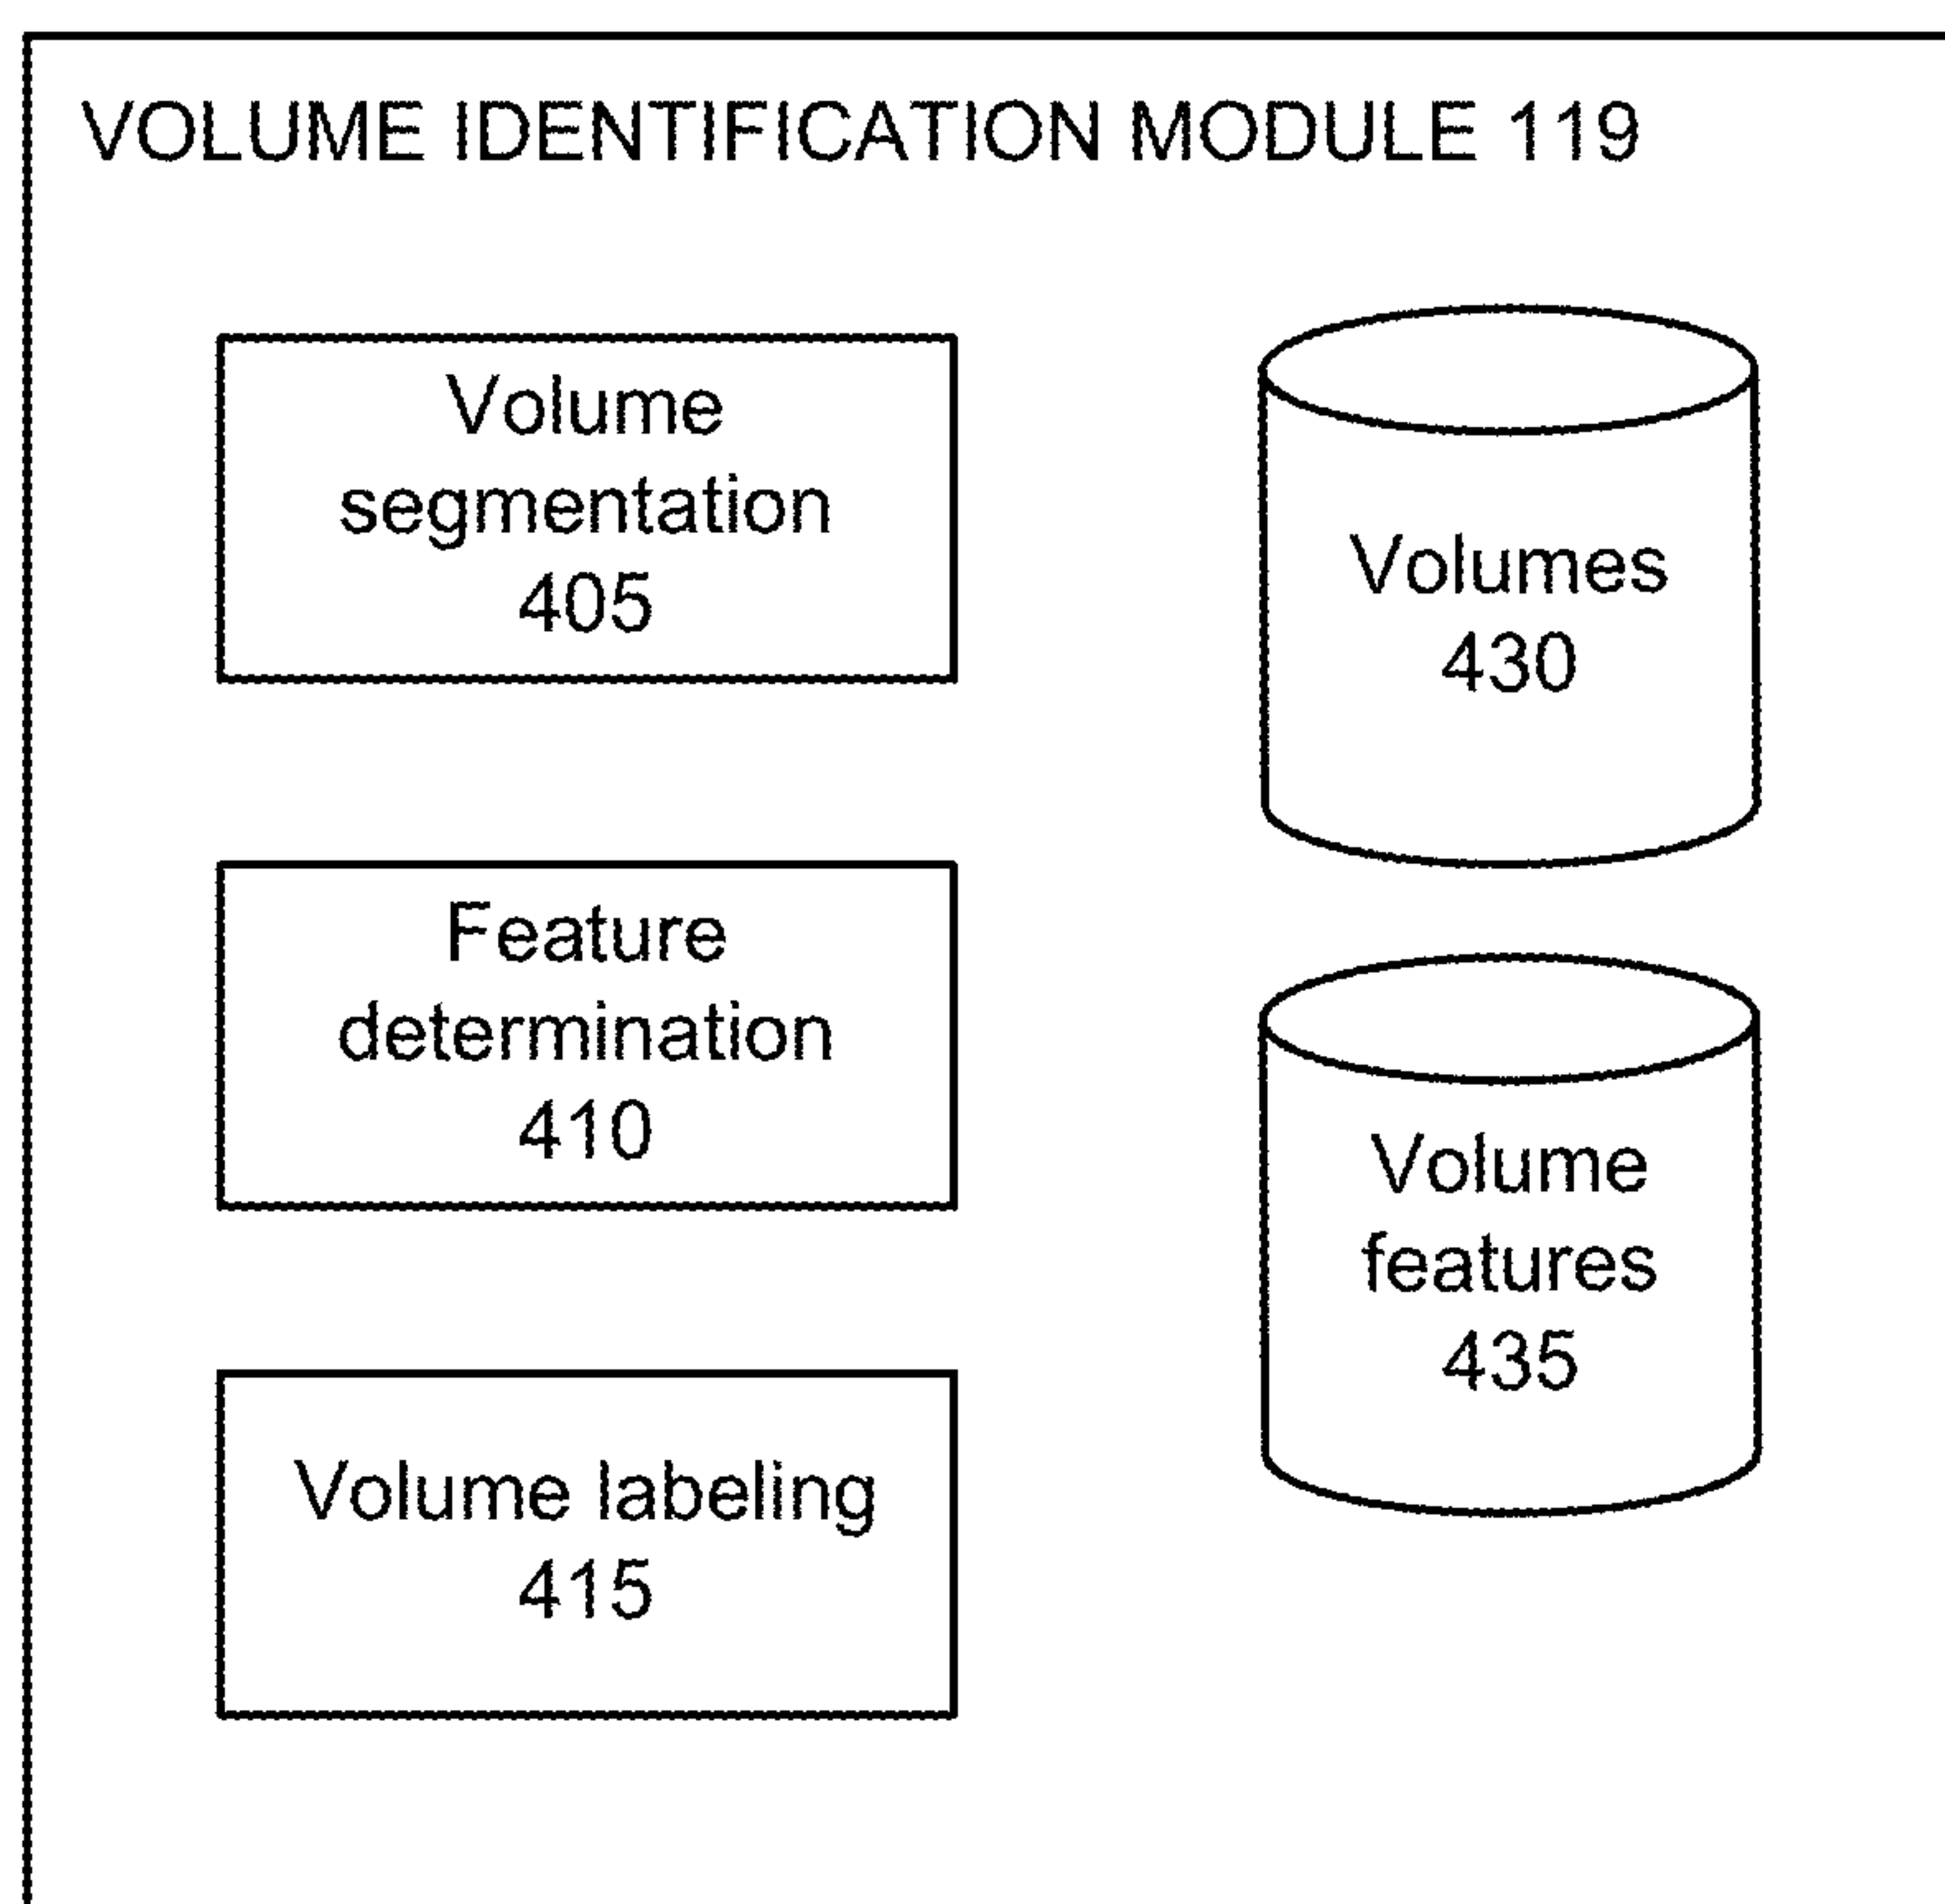 VOLUME IDENTIFICATION MODULE 119
Volume
segmentation
405
Feature
determination
410
Volume labeling
415
Volumes
430
Volume
features
435